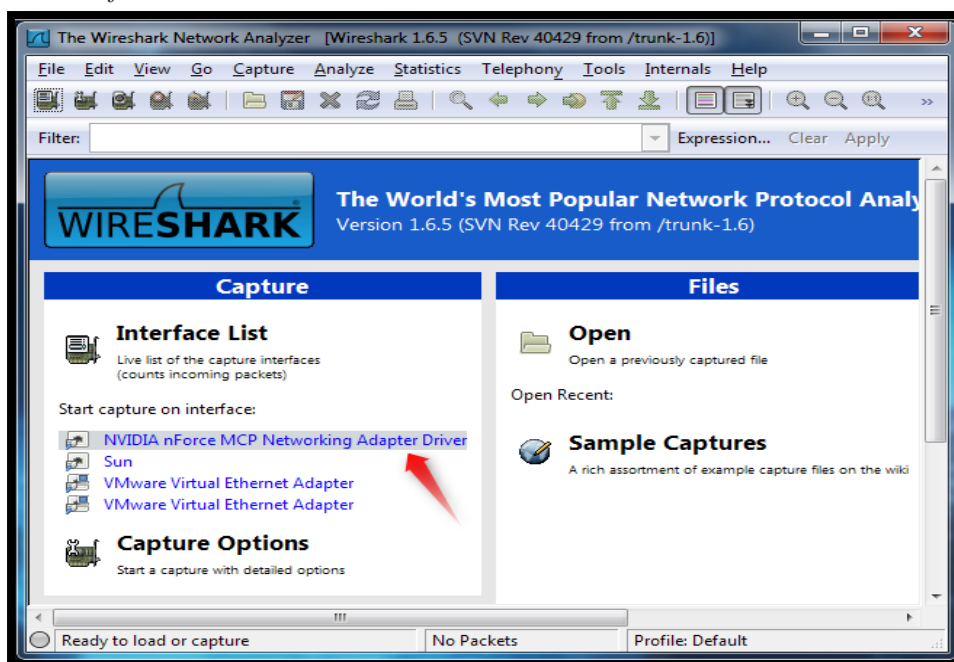 The Wireshark Network Analyzer [Wireshark 1.6.5 (SVN Rev 40429 from /trunk-1.6)]
File Edit View Go Capture Analyze Statistics Telephony Tools Internals Help
Filter: Expression... Clear Apply
WIRESHARK
The World's Most Popular Network Protocol Analy
Version 1.6.5 (SVN Rev 40429 from /trunk-1.6)
Capture
Interface List
Live list of the capture interfaces
(counts incoming packets)
Start capture on interface:
NVIDIA nForce MCP Networking Adapter Driver
Sun
VMware Virtual Ethernet Adapter
VMware Virtual Ethernet Adapter
Capture Options
Start a capture with detailed options
Files
Open
Open a previously captured file
Open Recent:
Sample Captures
A rich assortment of example capture files on the wiki
Ready to load or capture No Packets Profile: Default